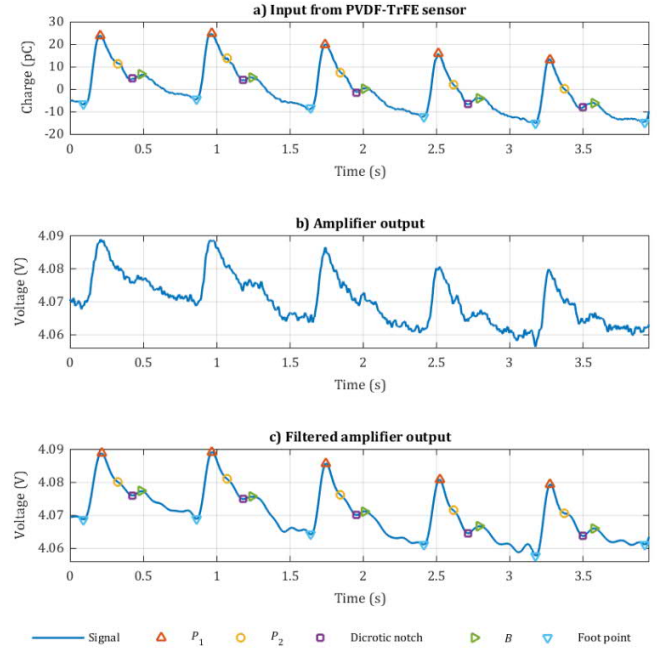 a) Input from PVDF-TrFE sensor
Charge (pC)
30
20
10
0
-10
-20
0 0.5 1 1.5 2 2.5 3 3.5
Time (s)
b) Amplifier output
Voltage (V)
4.09
4.08
4.07
4.06
0 0.5 1 1.5 2 2.5 3 3.5
Time (s)
c) Filtered amplifier output
Voltage (V)
4.09
4.08
4.07
4.06
0 0.5 1 1.5 2 2.5 3 3.5
Time (s)
Signal P1 P2 Dicrotic notch B Foot point